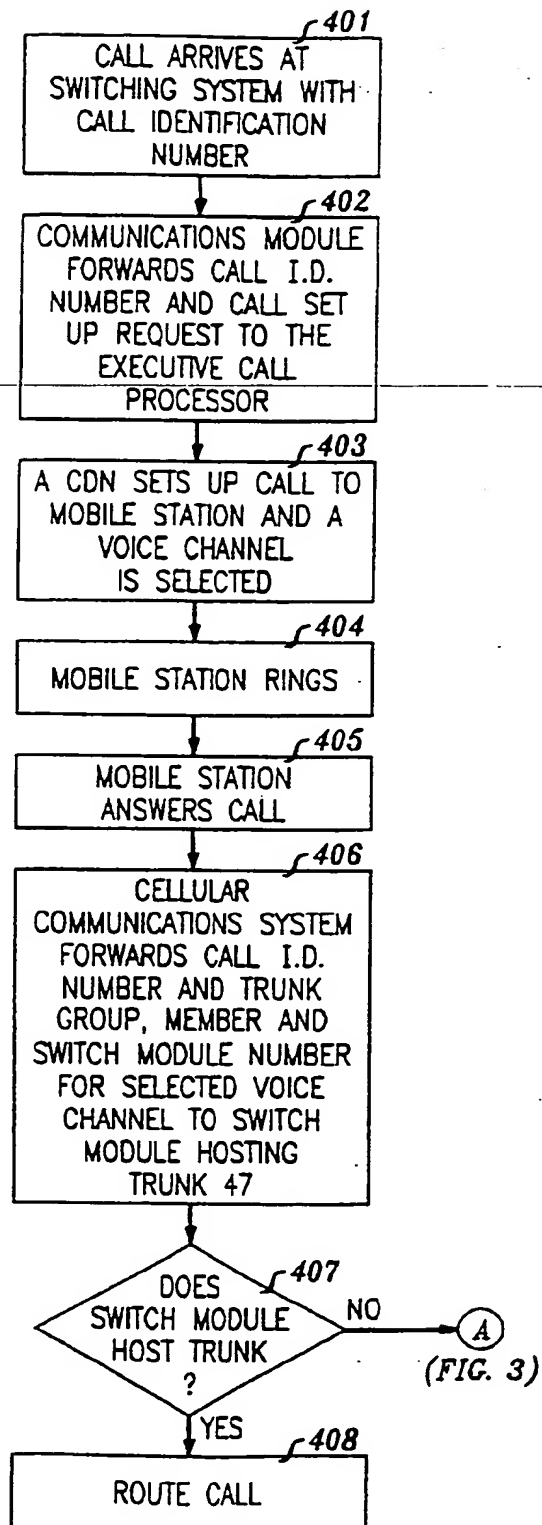 401
CALL ARRIVES AT
SWITCHING SYSTEM WITH
CALL IDENTIFICATION
NUMBER
402
COMMUNICATIONS MODULE
FORWARDS CALL I.D.
NUMBER AND CALL SET
UP REQUEST TO THE
EXECUTIVE CALL
PROCESSOR
403
A CDN SETS UP CALL TO
MOBILE STATION AND A
VOICE CHANNEL
IS SELECTED
404
MOBILE STATION RINGS
405
MOBILE STATION
ANSWERS CALL
406
CELLULAR
COMMUNICATIONS SYSTEM
FORWARDS CALL I.D.
NUMBER AND TRUNK
GROUP, MEMBER AND
SWITCH MODULE NUMBER
FOR SELECTED VOICE
CHANNEL TO SWITCH
MODULE HOSTING
TRUNK 47
407
DOES
SWITCH MODULE
HOST TRUNK
?
NO
A
(FIG. 3)
YES
408
ROUTE CALL